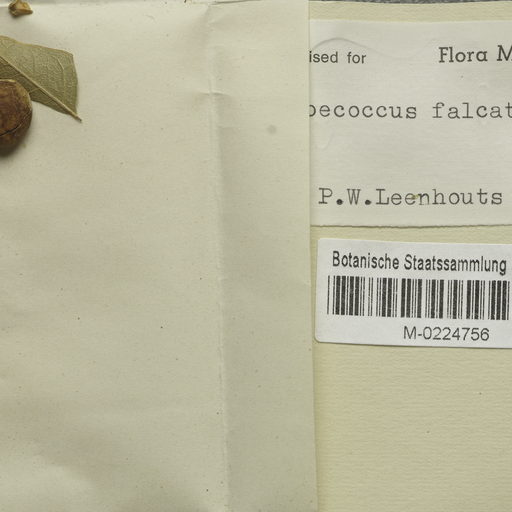 ised for Flora M
pecoccus falcat
P.W.Leenhouts
Botanische Staatssammlung
M-0224756